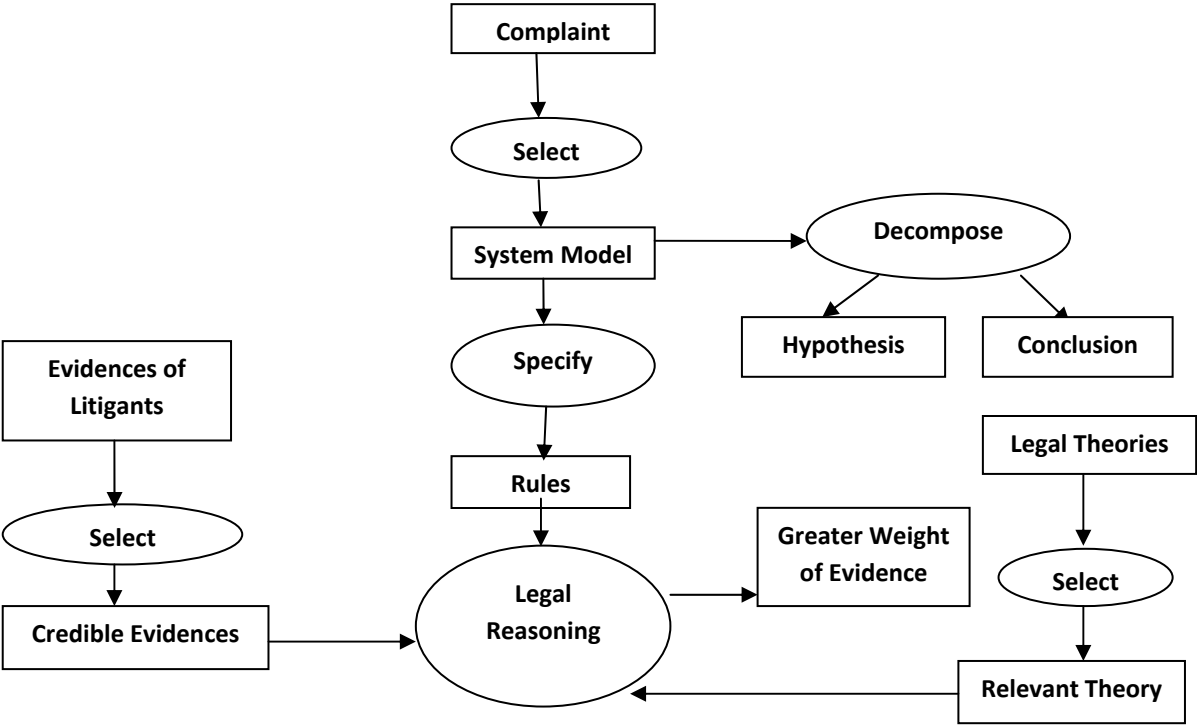 Complaint
Select
System Model
Decompose
Hypothesis
Conclusion
Specify
Evidences of
Litigants
Legal Theories
Rules
Select
Greater Weight
of Evidence
Select
Legal
Reasoning
Credible Evidences
Relevant Theory